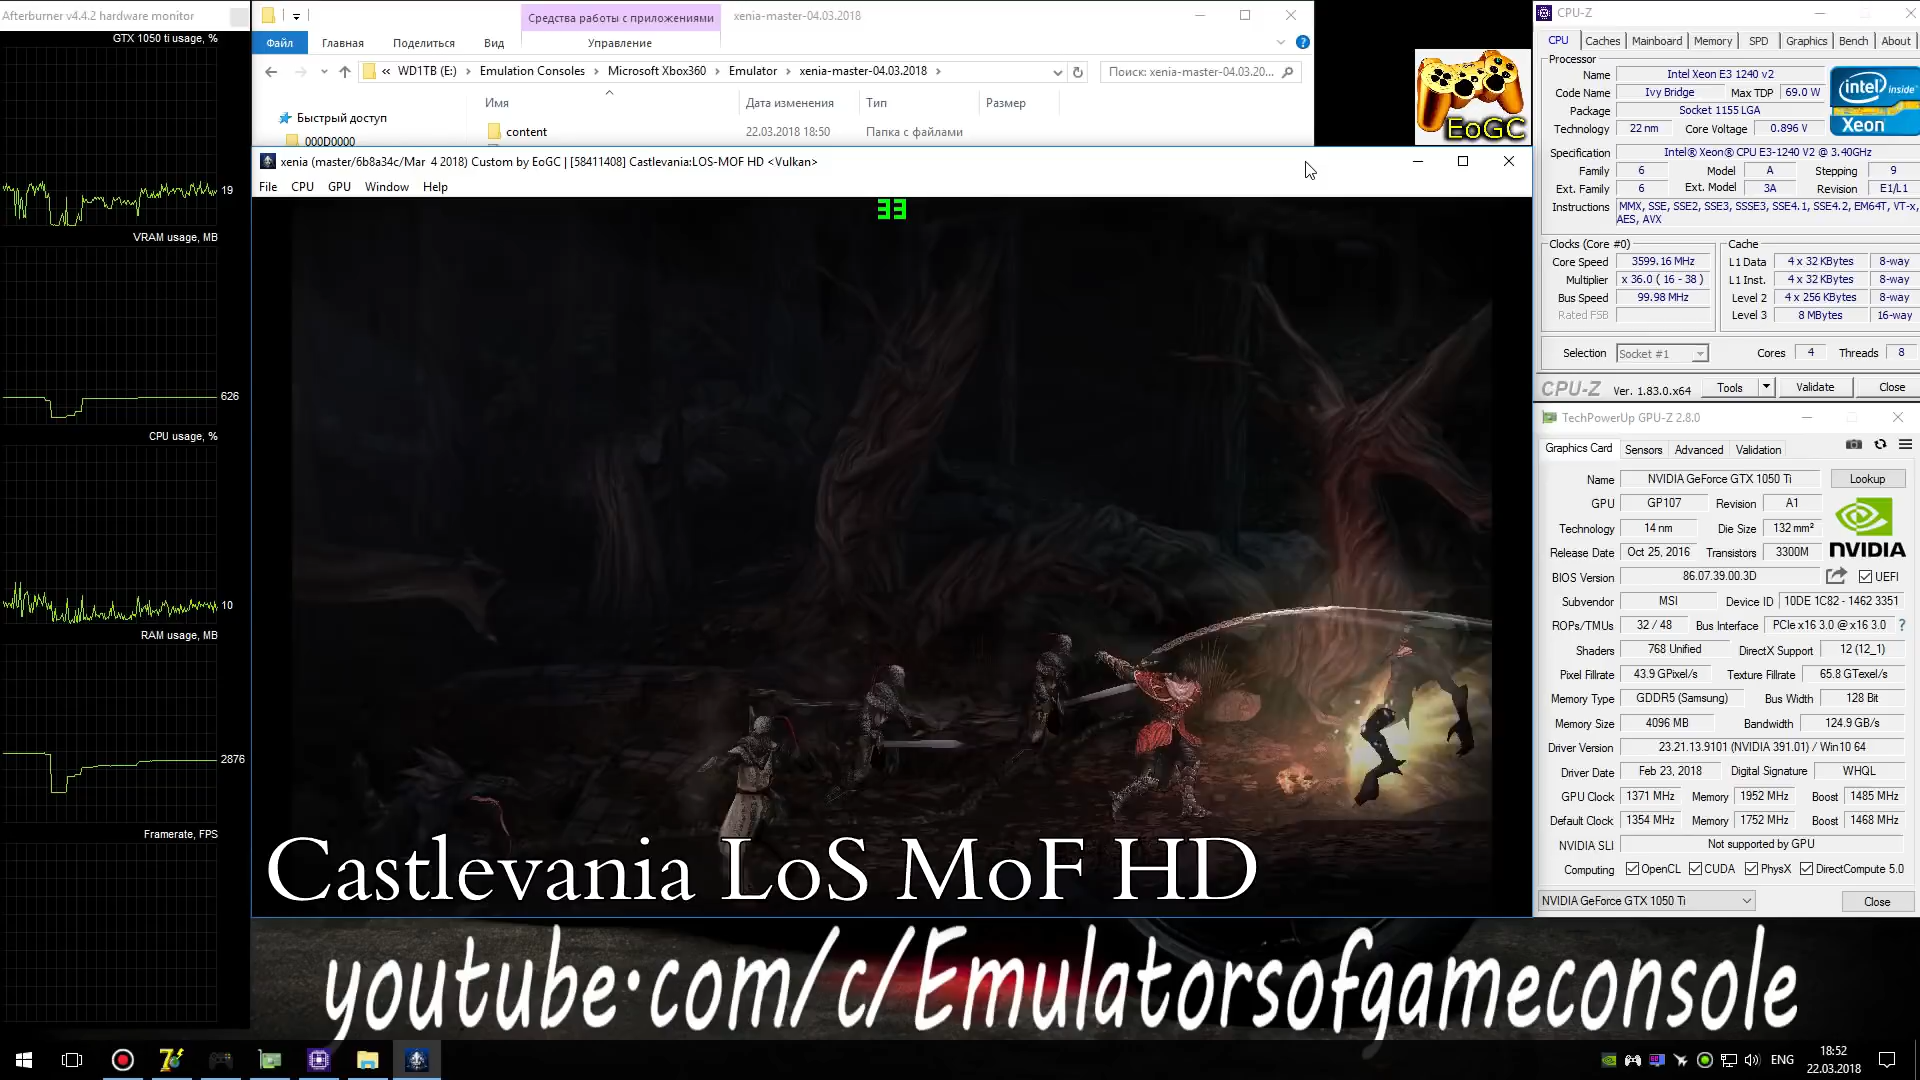 Afterburner v4.4.2 hardware monitor
GTX 1050 ti usage, %
19
VRAM usage, MB
626
CPU usage, %
10
RAM usage, MB
2876
Framerate, FPS
Средства работы с приложениями
xenia-master-04.03.2018
Файл
Главная
Поделиться
Вид
Управление
« WD1TB (E:) > Emulation Consoles > Microsoft Xbox360 > Emulator > xenia-master-04.03.2018 >
Поиск: xenia-master-04.03.20...
Имя
Дата изменения
Тип
Размер
Быстрый доступ
000D0000
content
22.03.2018 18:50
Папка с файлами
EoGC
xenia (master/6b8a34c/Mar 4 2018) Custom by EoGC | [58411408] Castlevania:LOS-MOF HD <Vulkan>
File CPU GPU Window Help
33
Castlevania LoS MoF HD
youtube.com/c/Emulatorsofgameconsole
CPU-Z
CPU Caches Mainboard Memory SPD Graphics Bench About
Processor
Name Intel Xeon E3 1240 v2
Code Name Ivy Bridge Max TDP 69.0 W
Package Socket 1155 LGA
Technology 22 nm Core Voltage 0.896 V
intel inside
Xeon
Specification Intel® Xeon® CPU E3-1240 V2 @ 3.40GHz
Family 6 Model A Stepping 9
Ext. Family 6 Ext. Model 3A Revision E1/L1
Instructions MMX, SSE, SSE2, SSE3, SSSE3, SSE4.1, SSE4.2, EM64T, VT-x,
AES, AVX
Clocks (Core #0)
Core Speed 3599.16 MHz
Multiplier x 36.0 ( 16 - 38 )
Bus Speed 99.98 MHz
Rated FSB
Cache
L1 Data 4 x 32 KBytes 8-way
L1 Inst. 4 x 32 KBytes 8-way
Level 2 4 x 256 KBytes 8-way
Level 3 8 MBytes 16-way
Selection Socket #1 Cores 4 Threads 8
CPU-Z Ver. 1.83.0.x64 Tools Validate Close
TechPowerUp GPU-Z 2.8.0
Graphics Card Sensors Advanced Validation
Name NVIDIA GeForce GTX 1050 Ti Lookup
GPU GP107 Revision A1
Technology 14 nm Die Size 132 mm²
Release Date Oct 25, 2016 Transistors 3300M
NVIDIA
BIOS Version 86.07.39.00.3D UEFI
Subvendor MSI Device ID 10DE 1C82 - 1462 3351
ROPs/TMUs 32 / 48 Bus Interface PCIe x16 3.0 @ x16 3.0 ?
Shaders 768 Unified DirectX Support 12 (12_1)
Pixel Fillrate 43.9 GPixel/s Texture Fillrate 65.8 GTexel/s
Memory Type GDDR5 (Samsung) Bus Width 128 Bit
Memory Size 4096 MB Bandwidth 124.9 GB/s
Driver Version 23.21.13.9101 (NVIDIA 391.01) / Win10 64
Driver Date Feb 23, 2018 Digital Signature WHQL
GPU Clock 1371 MHz Memory 1952 MHz Boost 1485 MHz
Default Clock 1354 MHz Memory 1752 MHz Boost 1468 MHz
NVIDIA SLI Not supported by GPU
Computing OpenCL CUDA PhysX DirectCompute 5.0
NVIDIA GeForce GTX 1050 Ti Close
ENG
18:52
22.03.2018